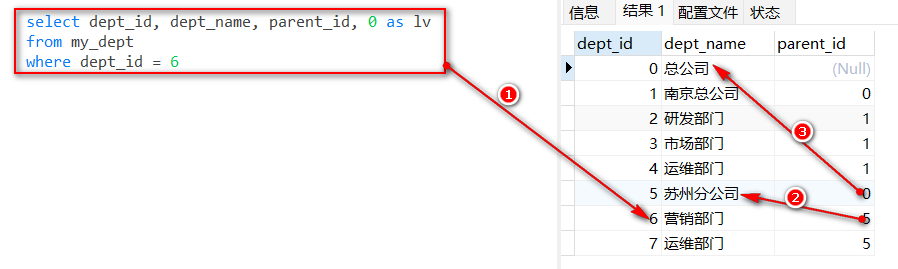 select dept_id, dept_name, parent_id, 0 as lv
from my_dept
where dept_id = 6
信息 结果 1 配置文件 状态
dept_id dept_name parent_id
0 总公司 (Null)
1 南京总公司 0
2 研发部门 1
3 市场部门 1
4 运维部门 1
5 苏州分公司 0
6 营销部门 5
7 运维部门 5
1
3
2